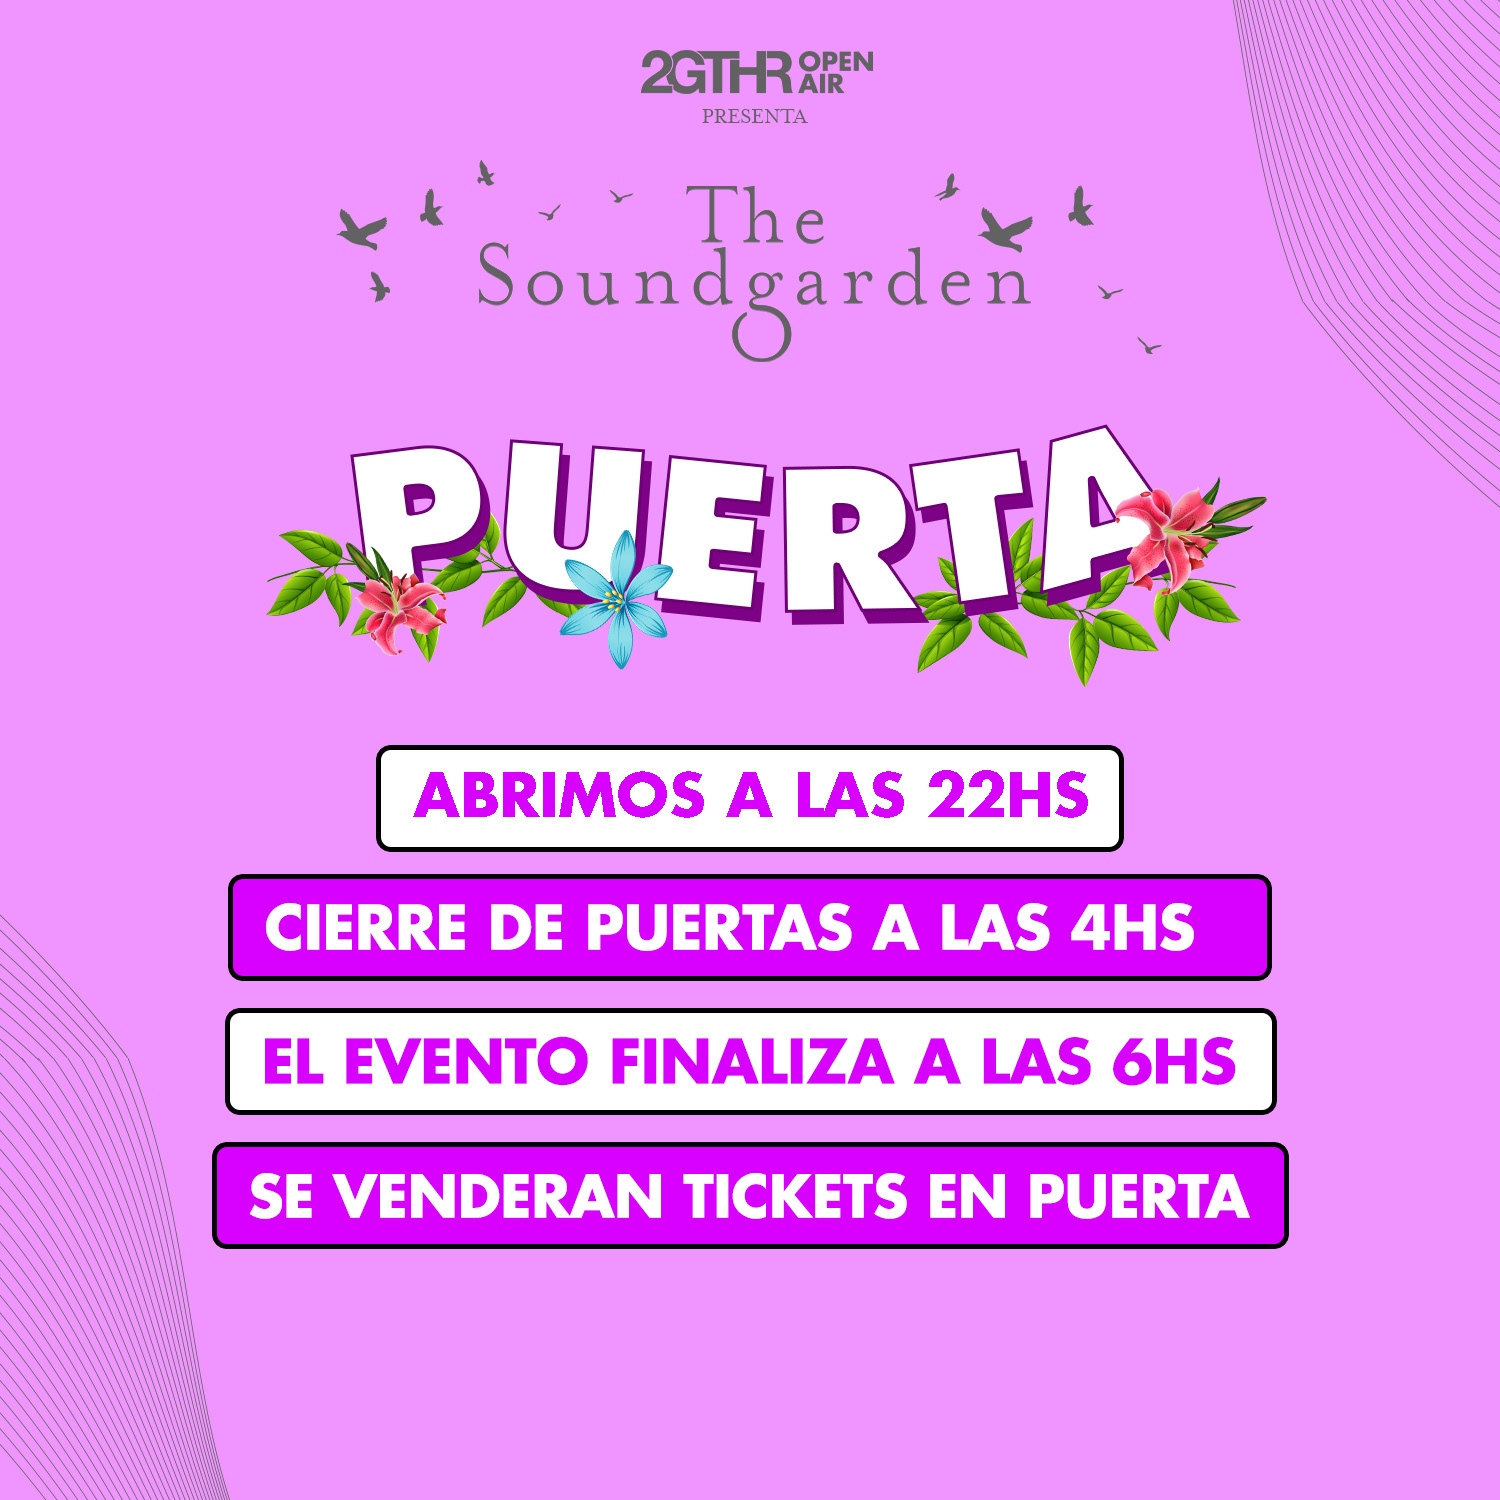 2GTHR OPEN
AIR
PRESENTA
The
Soundgarden
PUERTA
ABRIMOS A LAS 22HS
CIERRE DE PUERTAS A LAS 4HS
EL EVENTO FINALIZA A LAS 6HS
SE VENDERAN TICKETS EN PUERTA